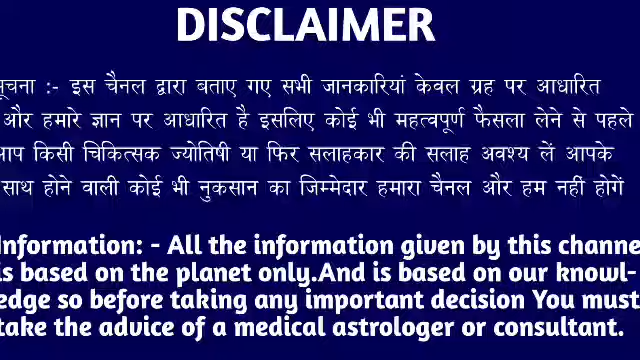 DISCLAIMER
सूचना :- इस चैनल द्वारा बताए गए सभी जानकारियां केवल ग्रह पर आधारित
और हमारे ज्ञान पर आधारित है इसलिए कोई भी महत्वपूर्ण फैसला लेने से पहले
आप किसी चिकित्सक ज्योतिषी या फिर सलाहकार की सलाह अवश्य लें आपके
साथ होने वाली कोई भी नुकसान का जिम्मेदार हमारा चैनल और हम नहीं होगें
Information: - All the information given by this channe
is based on the planet only.And is based on our knowl-
edge so before taking any important decision You must
take the advice of a medical astrologer or consultant.